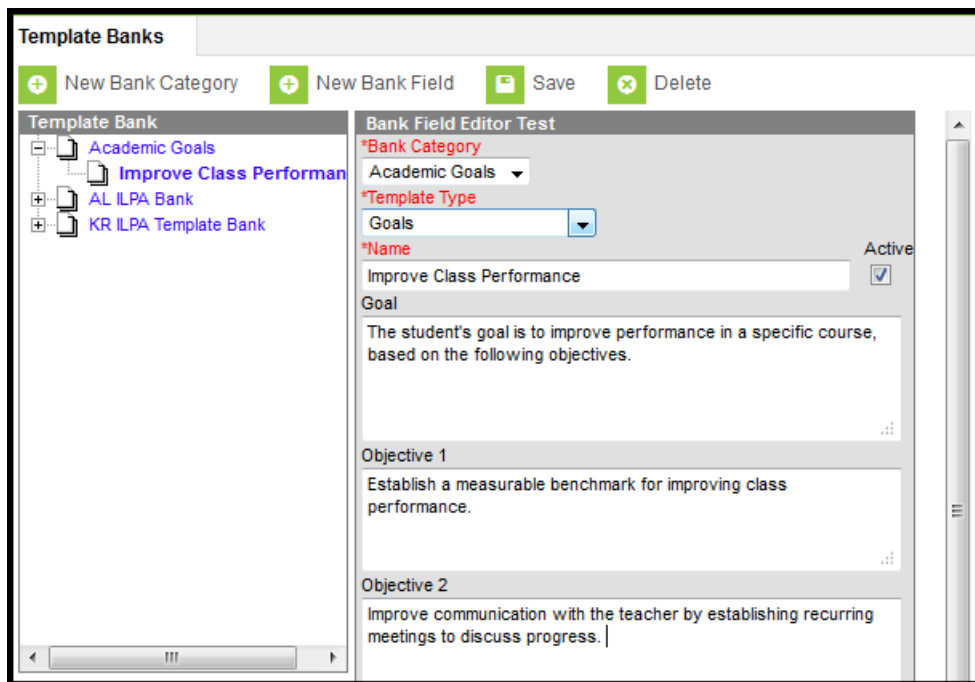 Template Banks
New Bank Category New Bank Field Save Delete
Template Bank
Academic Goals
Improve Class Performan
AL ILPA Bank
KR ILPA Template Bank
Bank Field Editor Test
*Bank Category
Academic Goals
*Template Type
Goals
*Name Active
Improve Class Performance
Goal
The student's goal is to improve performance in a specific course,
based on the following objectives.
Objective 1
Establish a measurable benchmark for improving class
performance.
Objective 2
Improve communication with the teacher by establishing recurring
meetings to discuss progress.